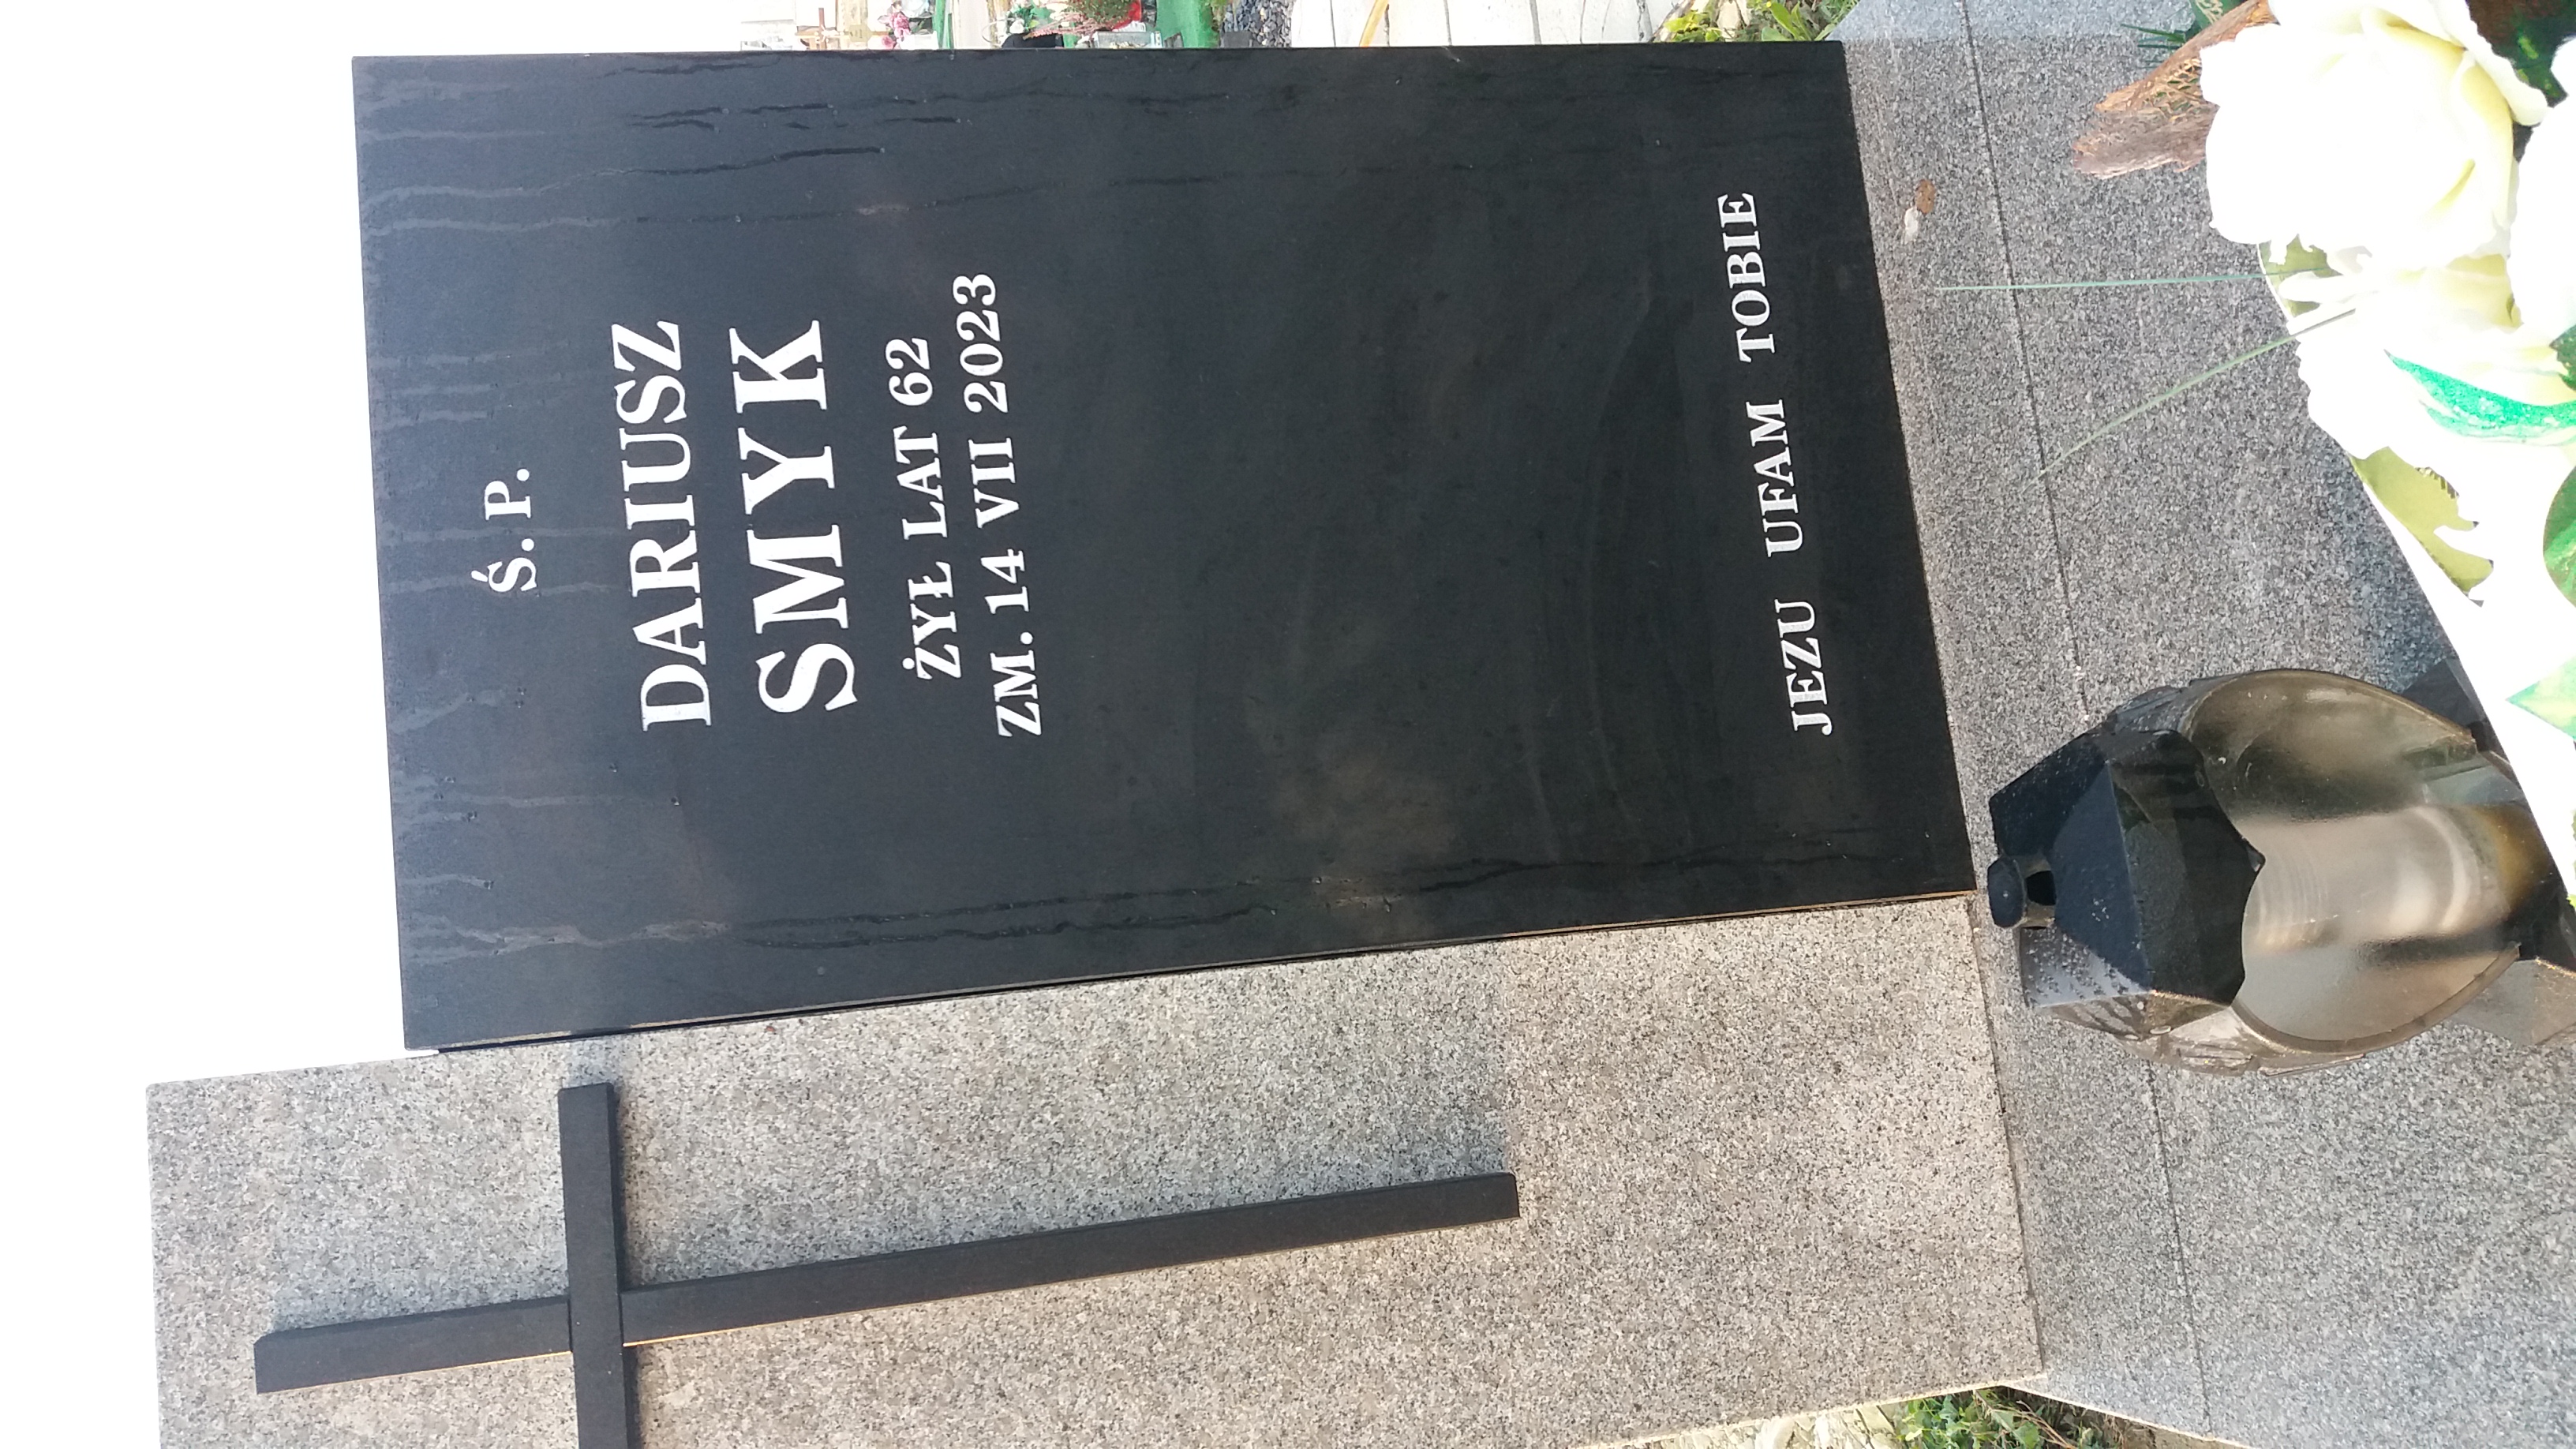 Ś. P.
DARIUSZ
SMYK
ŻYŁ LAT 62
ZM. 14 VII 2023
JEZU UFAM TOBIE